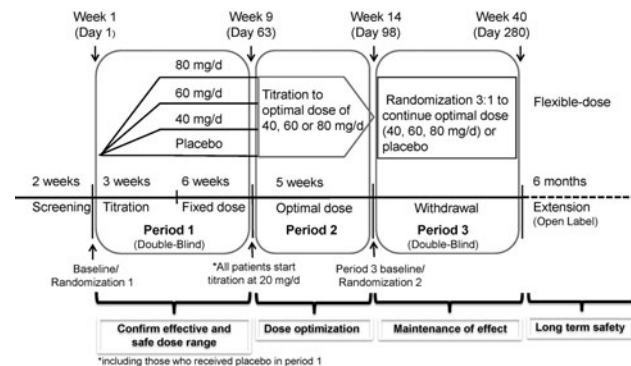 Week 1
(Day 1)
Week 9
(Day 63)
Week 14
(Day 98)
Week 40
(Day 280)
80 mg/d
60 mg/d
40 mg/d
Placebo
Titration to
optimal dose of
40, 60 or 80 mg/d
Randomization 3:1 to
continue optimal dose
(40, 60, 80 mg/d) or
placebo
Flexible-dose
2 weeks
3 weeks
6 weeks
5 weeks
6 months
Screening
Titration
Fixed dose
Optimal dose
Withdrawal
Extension
(Open Label)
Period 1
(Double-Blind)
Period 2
Period 3
(Double-Blind)
Baseline/
Randomization 1
*All patients start
titration at 20 mg/d
Period 3 baseline/
Randomization 2
Confirm effective and
safe dose range
Dose optimization
Maintenance of effect
Long term safety
*including those who received placebo in period 1